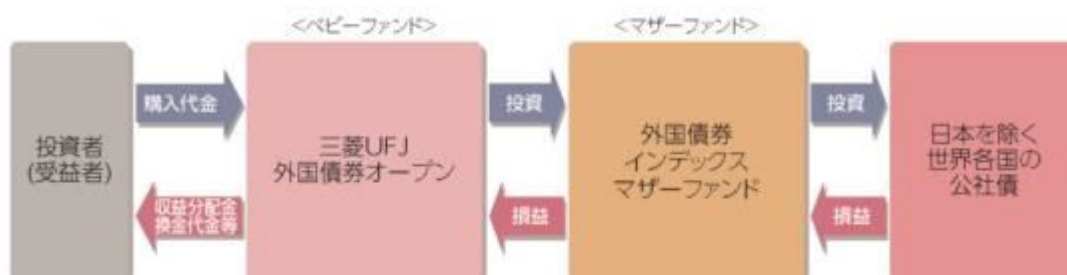 <ベビーファンド>
<マザーファンド>
投資者
(受益者)
購入代金
収益分配金
換金代金等
三菱UFJ
外国債券オープン
投資
損益
外国債券
インデックス
マザーファンド
投資
損益
日本を除く
世界各国の
公社債